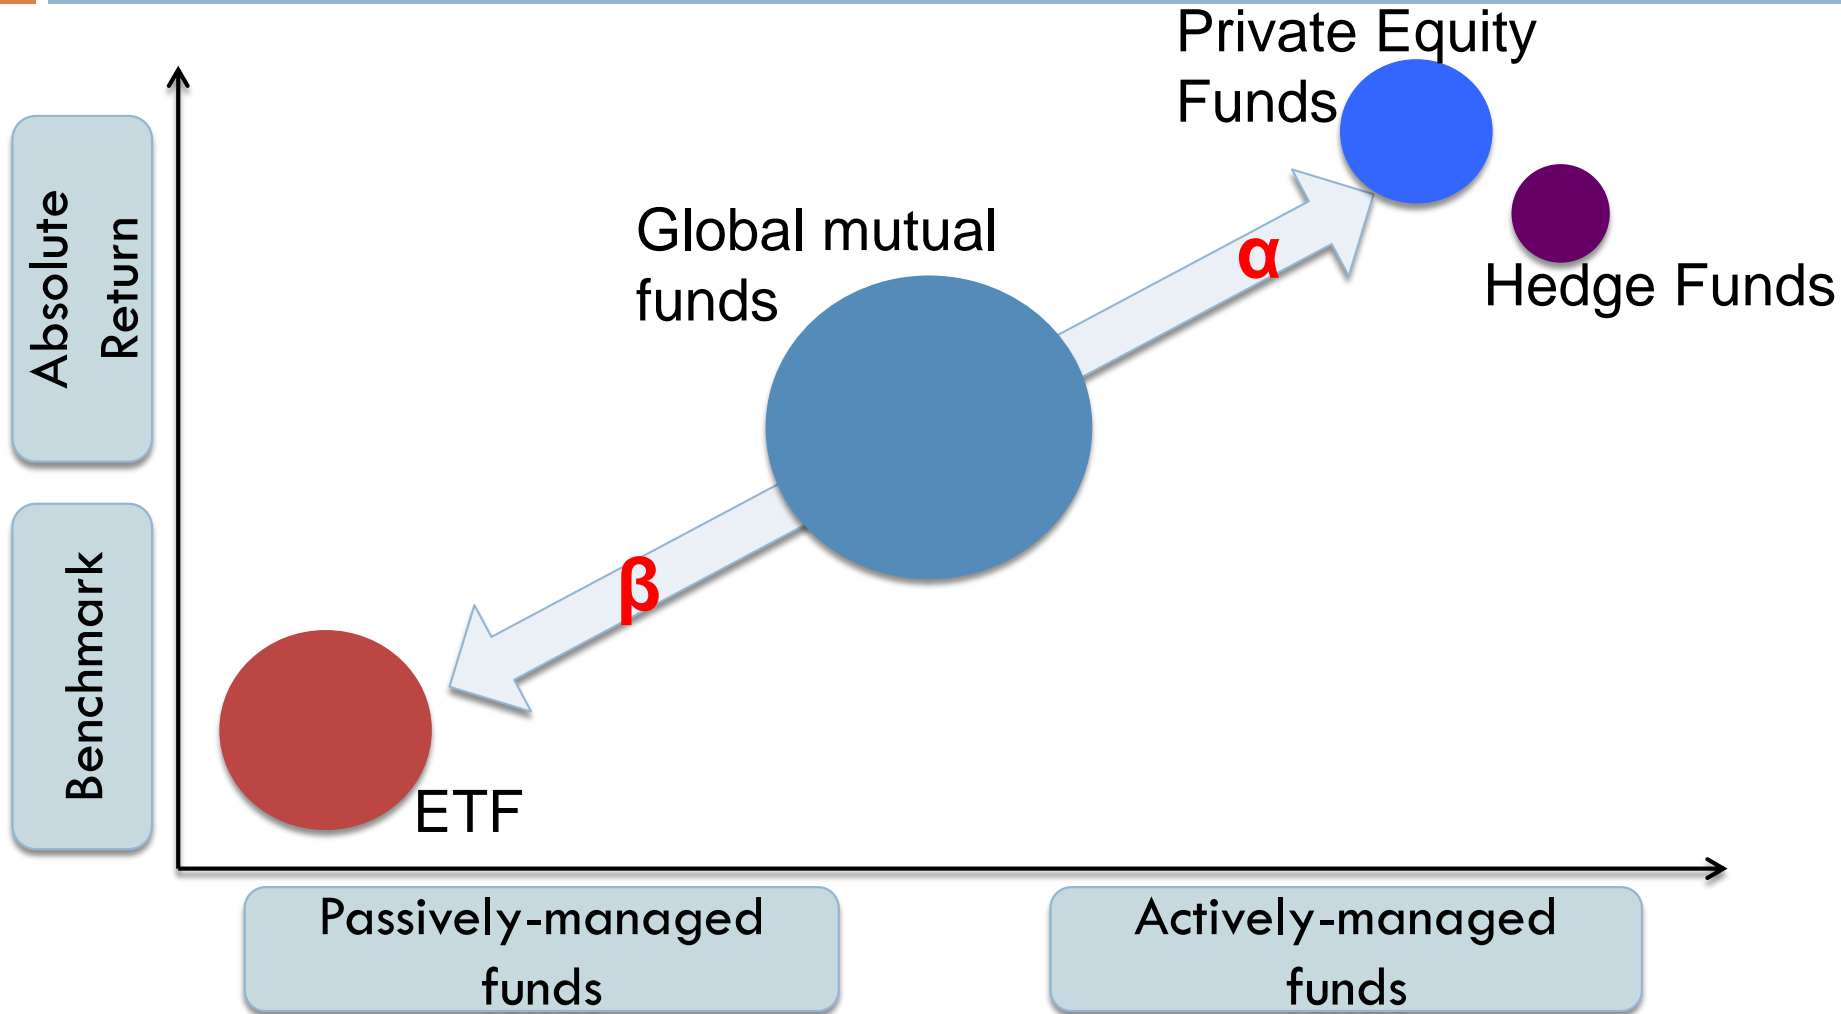 Private Equity
Funds
Global mutual
funds
α
Hedge Funds
Absolute
Return
β
Benchmark
ETF
Passively-managed
funds
Actively-managed
funds